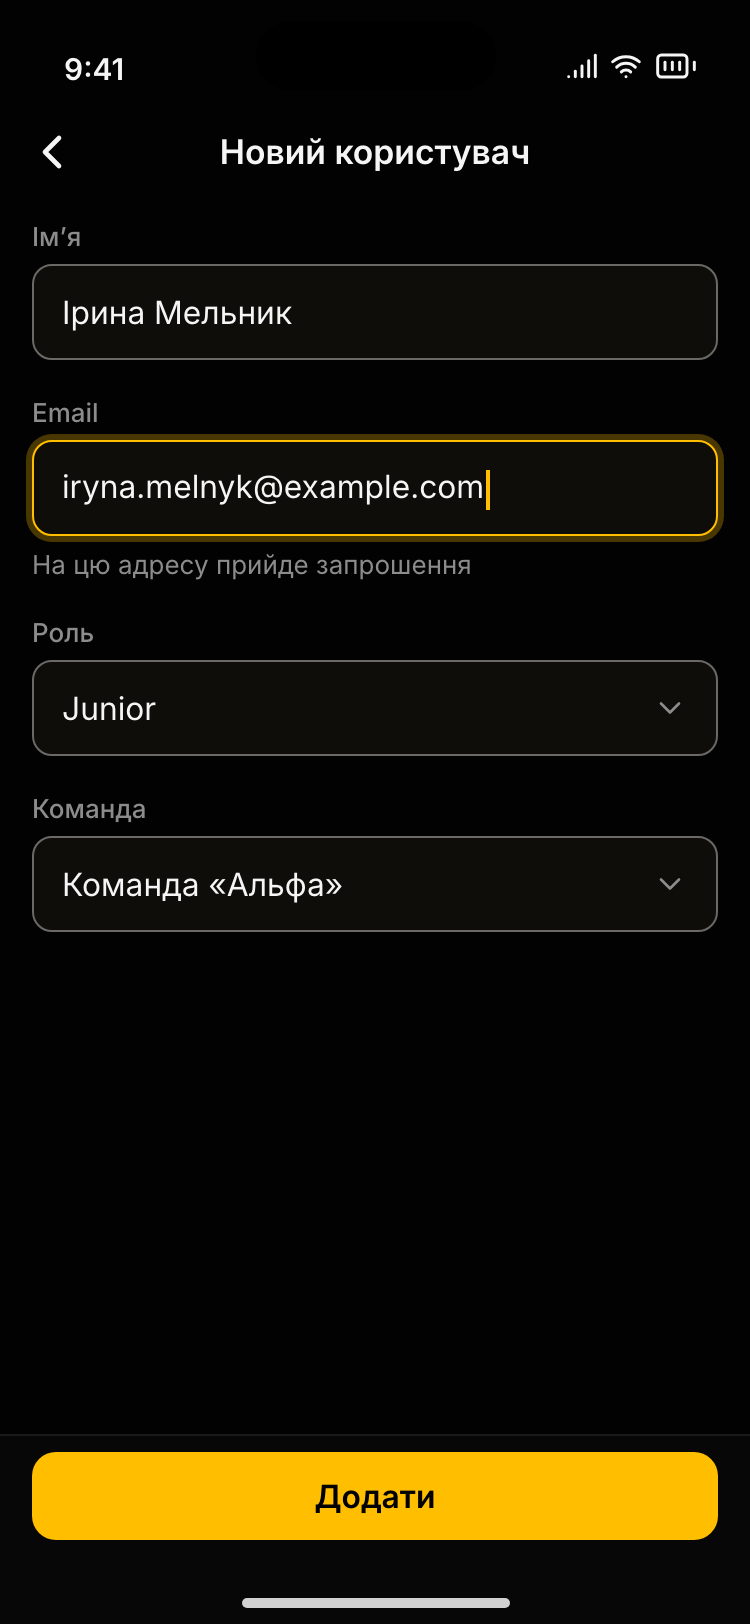 9:41
Новий користувач
Ім’я
Ірина Мельник
Email
iryna.melnyk@example.com
На цю адресу прийде запрошення
Роль
Junior
Команда
Команда «Альфа»
Додати